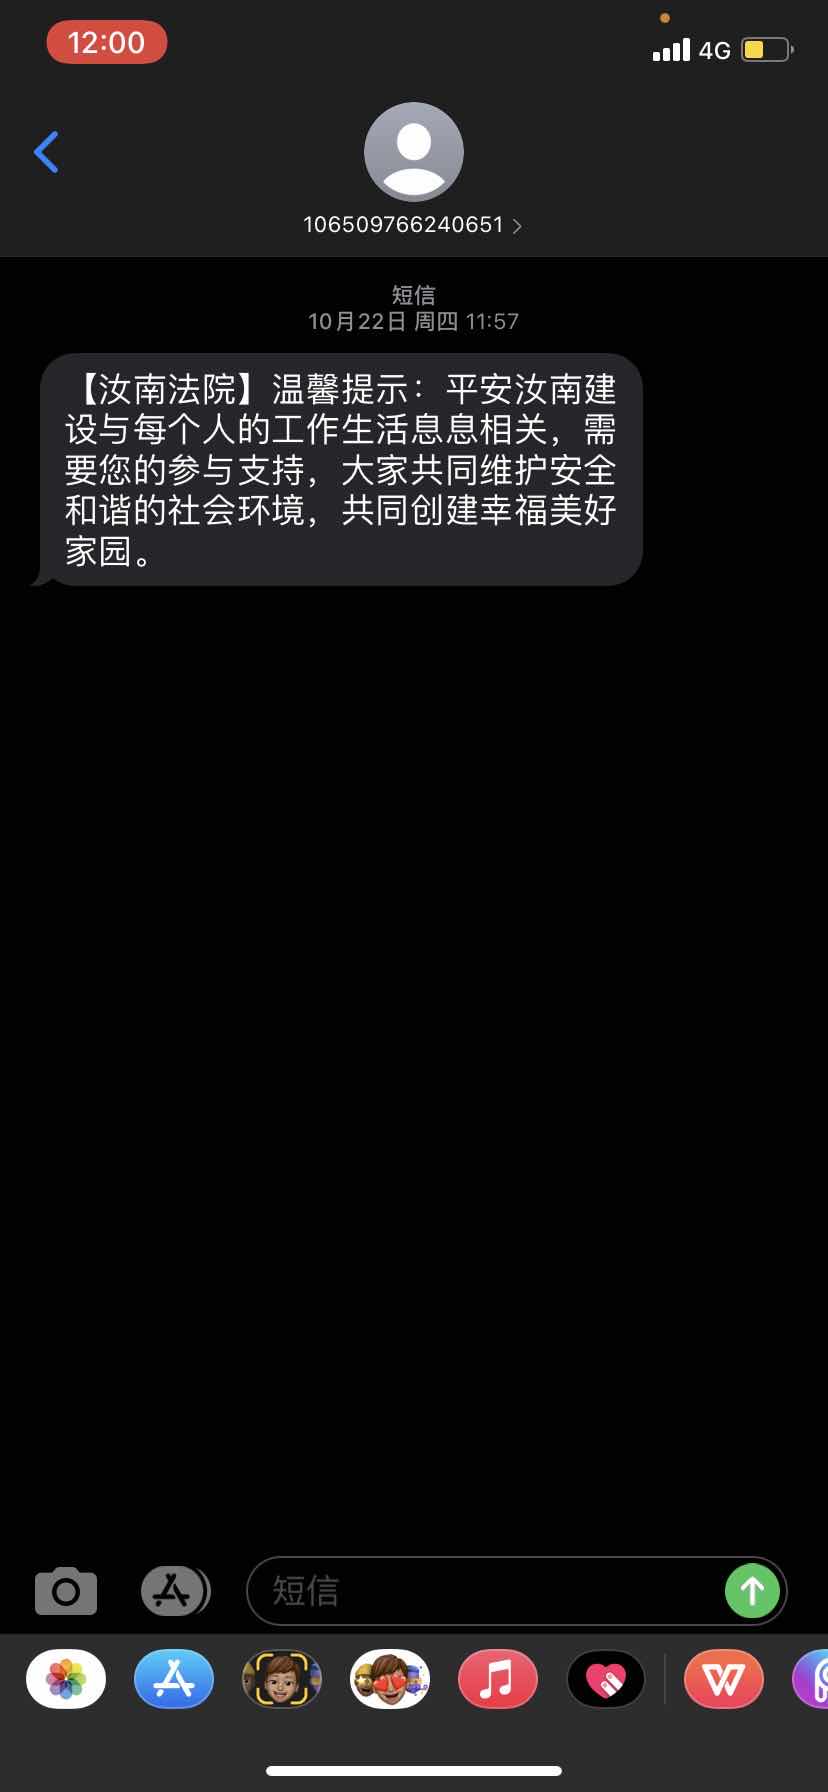 12:00
4G
106509766240651
短信
10月22日 周四 11:57
【汝南法院】温馨提示：平安汝南建
设与每个人的工作生活息息相关，需
要您的参与支持，大家共同维护安全
和谐的社会环境，共同创建幸福美好
家园。
短信